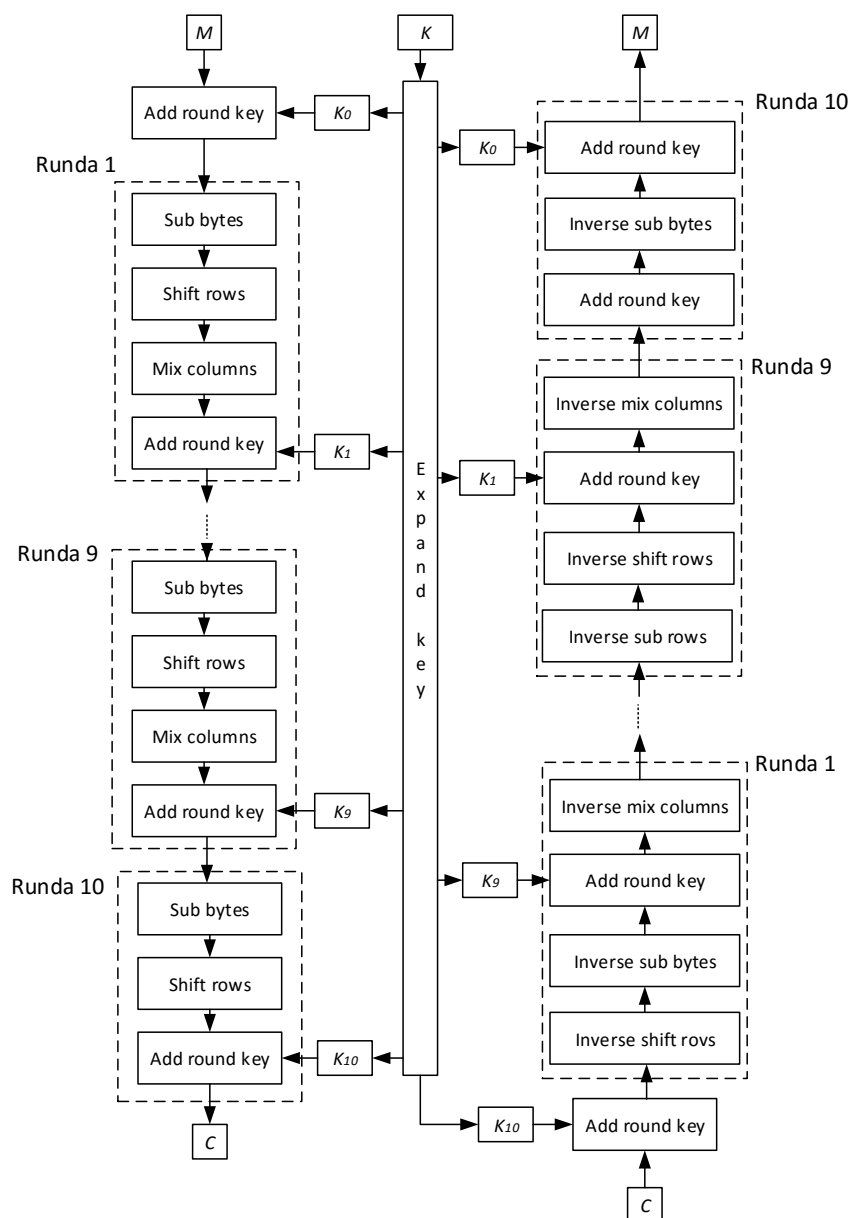 M
Add round key
K0
Runda 1
Sub bytes
Shift rows
Mix columns
Add round key
K1
Runda 9
Sub bytes
Shift rows
Mix columns
Add round key
K9
Runda 10
Sub bytes
Shift rows
Add round key
K10
C
K
Expand key
M
Runda 10
K0
Add round key
Inverse sub bytes
Add round key
Runda 9
Inverse mix columns
K1
Add round key
Inverse shift rows
Inverse sub rows
Runda 1
Inverse mix columns
K9
Add round key
Inverse sub bytes
Inverse shift rovs
K10
Add round key
C